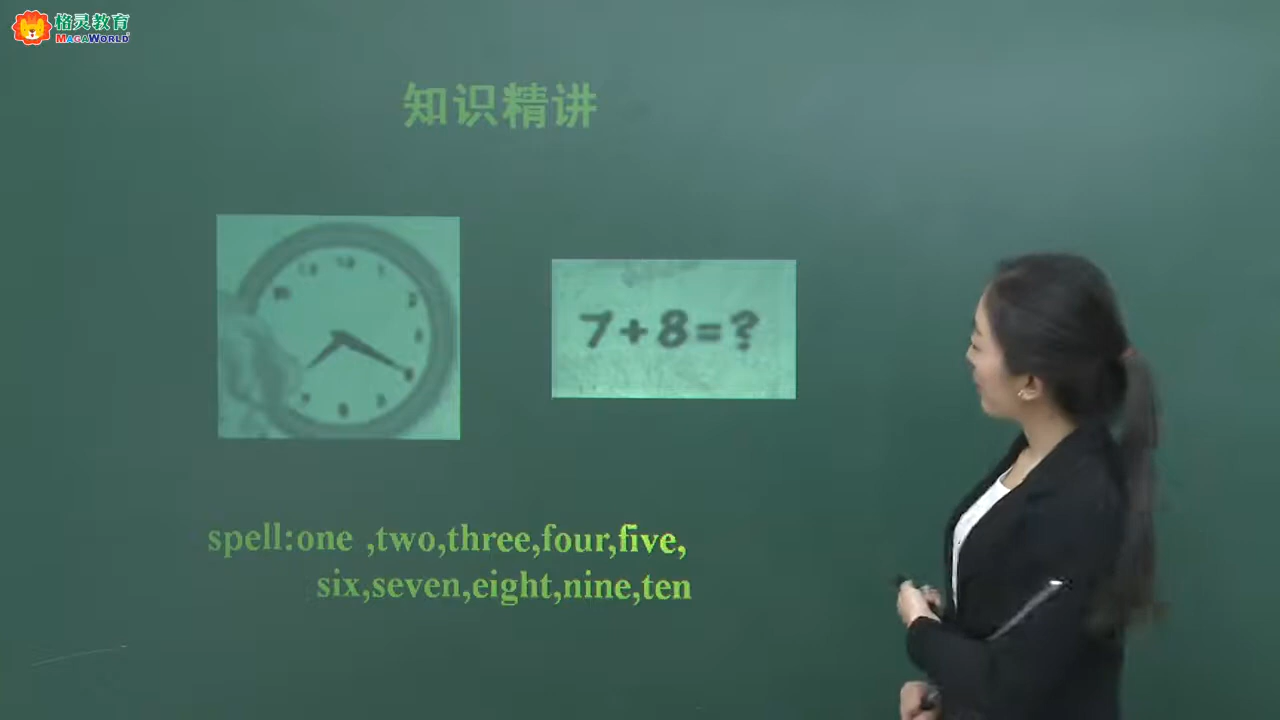 格灵教育
MAGAWORLD
知识精讲
7+8=?
spell:one ,two,three,four,five,
six,seven,eight,nine,ten